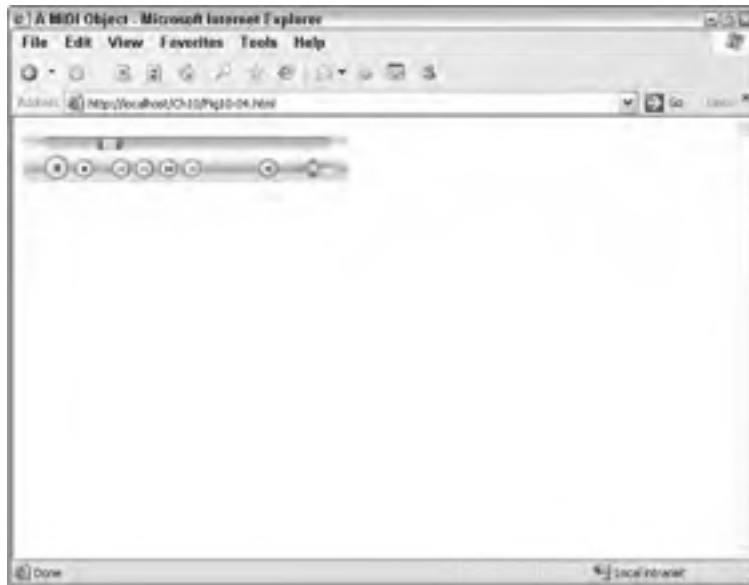 A MIDI Object - Microsoft Internet Explorer
File Edit View Favorites Tools Help
Address http://localhost/Ch10/Fig10-04.html Go Links
Done Local intranet